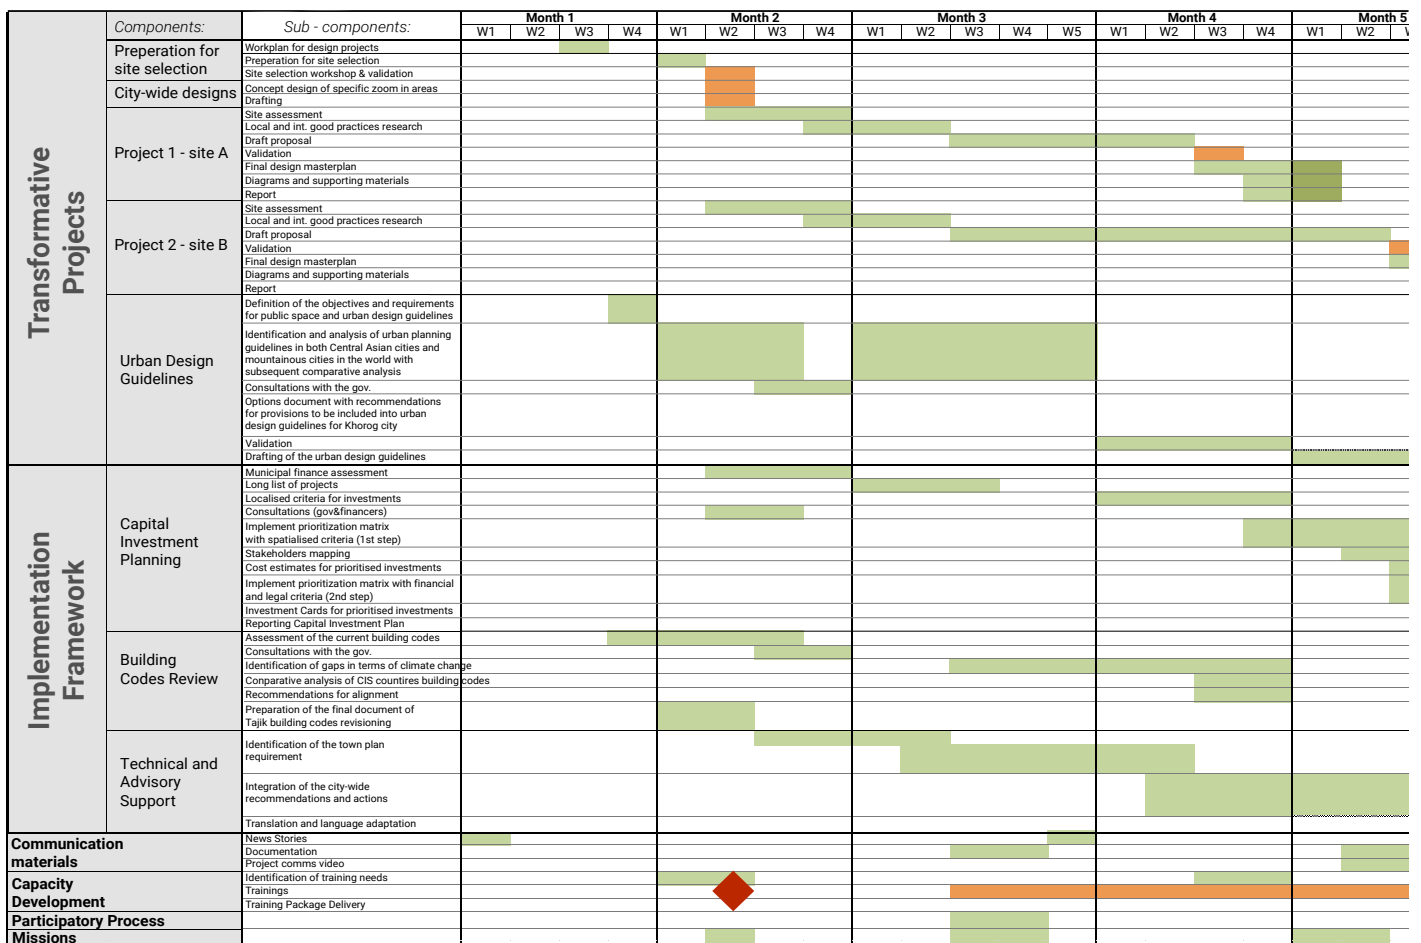 Month 1 Month 2 Month 3 Month 4 Month 5
Components: Sub - components: W1 W2 W3 W4 W1 W2 W3 W4 W1 W2 W3 W4 W5 W1 W2 W3 W4 W1 W2
Transformative
Projects
Preperation for
site selection
Workplan for design projects
Preperation for site selection
Site selection workshop & validation
City-wide designs
Concept design of specific zoom in areas
Drafting
Project 1 - site A
Site assessment
Local and int. good practices research
Draft proposal
Validation
Final design masterplan
Diagrams and supporting materials
Report
Project 2 - site B
Site assessment
Local and int. good practices research
Draft proposal
Validation
Final design masterplan
Diagrams and supporting materials
Report
Urban Design
Guidelines
Definition of the objectives and requirements
for public space and urban design guidelines
Identification and analysis of urban planning
guidelines in both Central Asian cities and
mountainous cities in the world with
subsequent comparative analysis
Consultations with the gov.
Options document with recommendations
for provisions to be included into urban
design guidelines for Khorog city
Validation
Drafting of the urban design guidelines
Implementation
Framework
Capital
Investment
Planning
Municipal finance assessment
Long list of projects
Localised criteria for investments
Consultations (gov&financers)
Implement prioritization matrix
with spatialised criteria (1st step)
Stakeholders mapping
Cost estimates for prioritised investments
Implement prioritization matrix with financial
and legal criteria (2nd step)
Investment Cards for prioritised investments
Reporting Capital Investment Plan
Building
Codes Review
Assessment of the current building codes
Consultations with the gov.
Identification of gaps in terms of climate change
Conparative analysis of CIS countires building codes
Recommendations for alignment
Preparation of the final document of
Tajik building codes revisioning
Technical and
Advisory
Support
Identification of the town plan
requirement
Integration of the city-wide
recommendations and actions
Translation and language adaptation
Communication
materials
News Stories
Documentation
Project comms video
Capacity
Development
Identification of training needs
Trainings
Training Package Delivery
Participatory Process
Missions